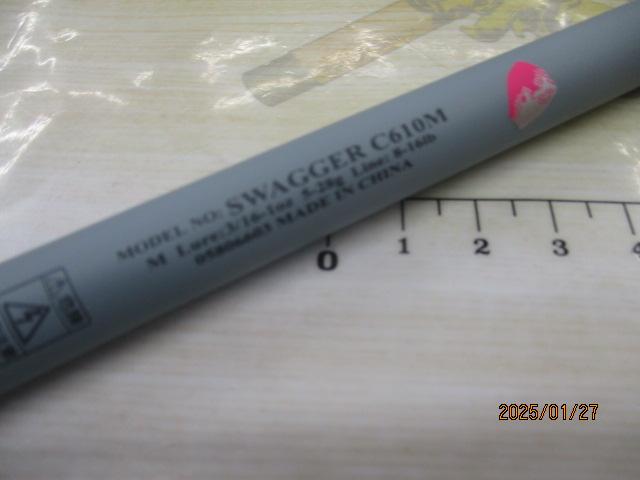 MODEL NO: SWAGGER C610M
M Lure:3/16-1oz 5-28g Line: 8-16lb
05806603 MADE IN CHINA
0 1 2 3 4
2025/01/27